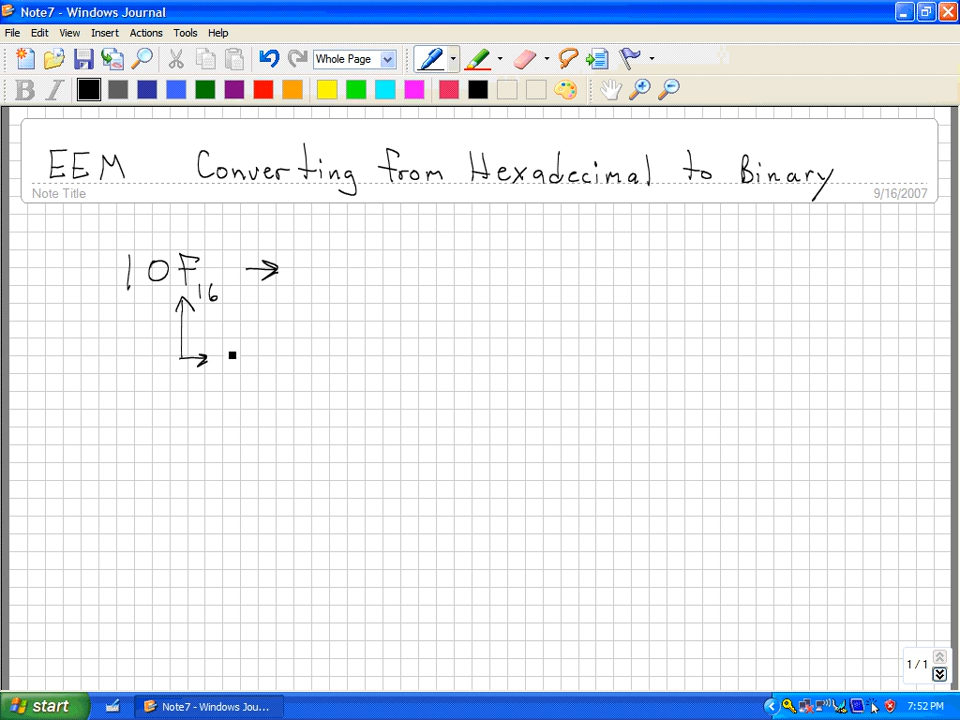 Note7 - Windows Journal
File Edit View Insert Actions Tools Help
Whole Page
B I
EEM Converting from Hexadecimal to Binary
Note Title 9/16/2007
10F16 →
1 / 1
start Note7 - Windows Jou... 7:52 PM